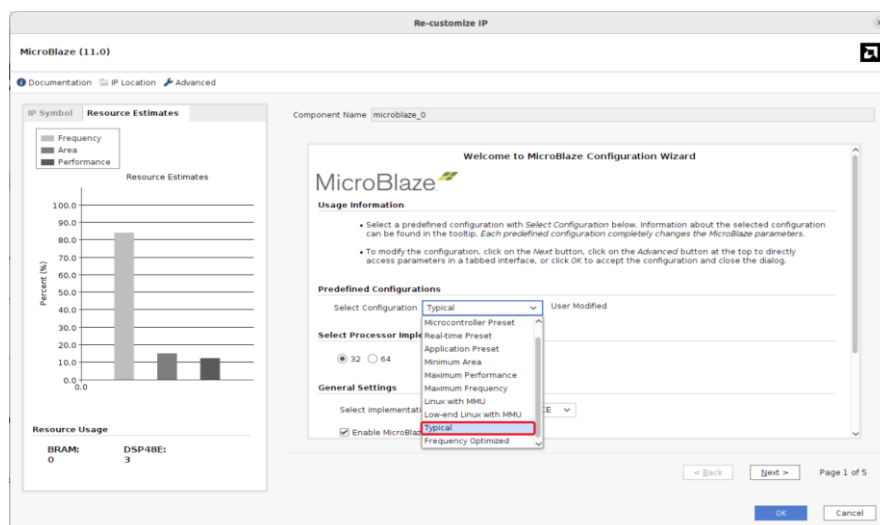 Re-customize IP
MicroBlaze (11.0)
Documentation IP Location Advanced
IP Symbol Resource Estimates
Frequency
Area
Performance
Resource Estimates
100.0
90.0
80.0
70.0
60.0
50.0
40.0
30.0
20.0
10.0
0.0
0.0
Percent (%)
Resource Usage
BRAM: DSP48E:
0 3
Component Name microblaze_0
Welcome to MicroBlaze Configuration Wizard
MicroBlaze
Usage Information
• Select a predefined configuration with Select Configuration below. Information about the selected configuration
can be found in the tooltip. Each predefined configuration completely changes the MicroBlaze parameters.
• To modify the configuration, click on the Next button, click on the Advanced button at the top to directly
access parameters in a tabbed interface, or click OK to accept the configuration and close the dialog.
Predefined Configurations
Select Configuration Typical User Modified
Microcontroller Preset
Real-time Preset
Application Preset
Minimum Area
Maximum Performance
Maximum Frequency
Linux with MMU
Low-end Linux with MMU
Typical
Frequency Optimized
Select Processor Imple
32 64
General Settings
Select implementati
Enable MicroBlaz
< Back Next > Page 1 of 5
OK Cancel